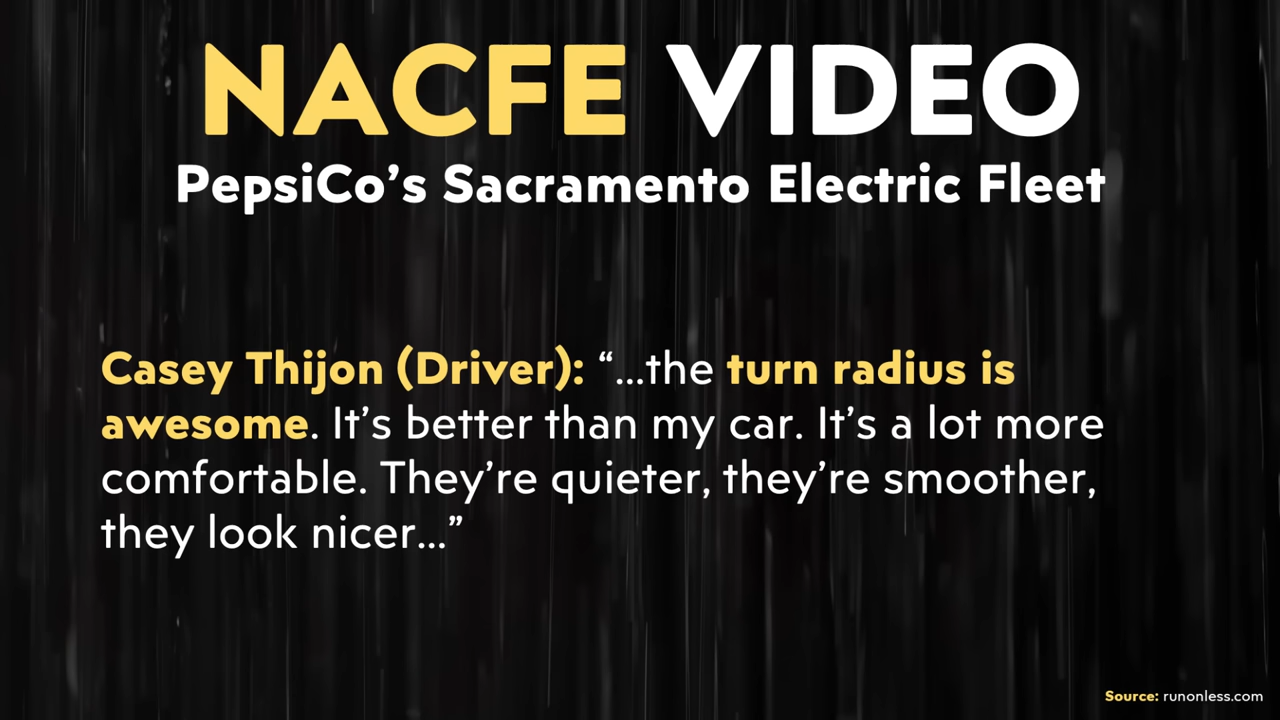 NACFE VIDEO
PepsiCo’s Sacramento Electric Fleet
Casey Thijon (Driver): “...the turn radius is
awesome. It’s better than my car. It’s a lot more
comfortable. They’re quieter, they’re smoother,
they look nicer...”
Source: runonless.com